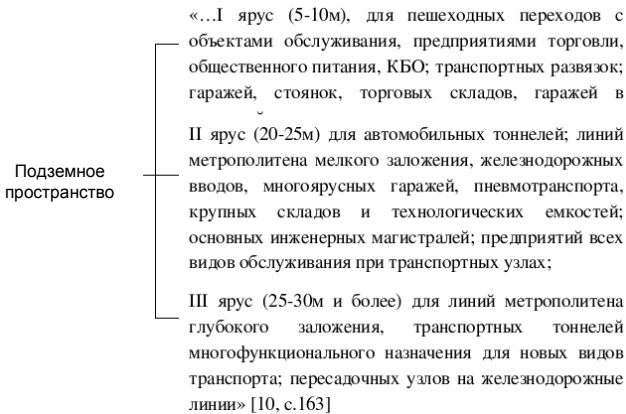 «…I ярус (5-10м), для пешеходных переходов с
объектами обслуживания, предприятиями торговли,
общественного питания, КБО; транспортных развязок;
гаражей, стоянок, торговых складов, гаражей в
II ярус (20-25м) для автомобильных тоннелей; линий
метрополитена мелкого заложения, железнодорожных
вводов, многоярусных гаражей, пневмотранспорта,
крупных складов и технологических емкостей;
основных инженерных магистралей; предприятий всех
видов обслуживания при транспортных узлах;
Подземное
пространство
III ярус (25-30м и более) для линий метрополитена
глубокого заложения, транспортных тоннелей
многофункционального назначения для новых видов
транспорта; пересадочных узлов на железнодорожные
линии» [10, с.163]